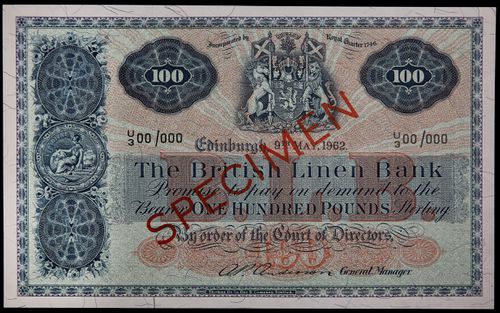 Incorporated by Royal Charter 1746.
100 100
U/3 00/000 U/3 00/000
Edinburgh, 9TH MAY, 1962.
The British Linen Bank
Promise to pay on demand to the
Bearer ONE HUNDRED POUNDS Sterling
By order of the Court of Directors,
General Manager
SPECIMEN